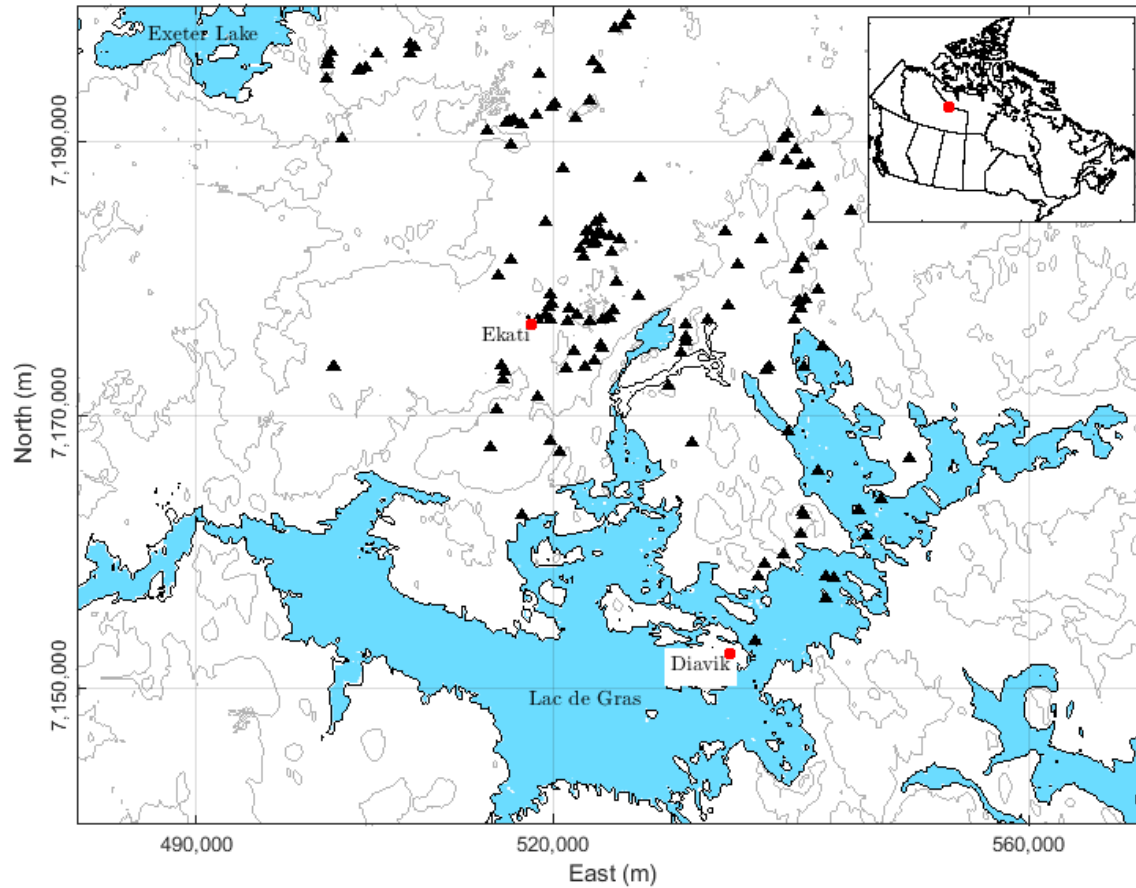 Exeter Lake
7,190,000
Ekati
7,170,000
North (m)
Diavik
7,150,000
Lac de Gras
490,000
520,000
560,000
East (m)